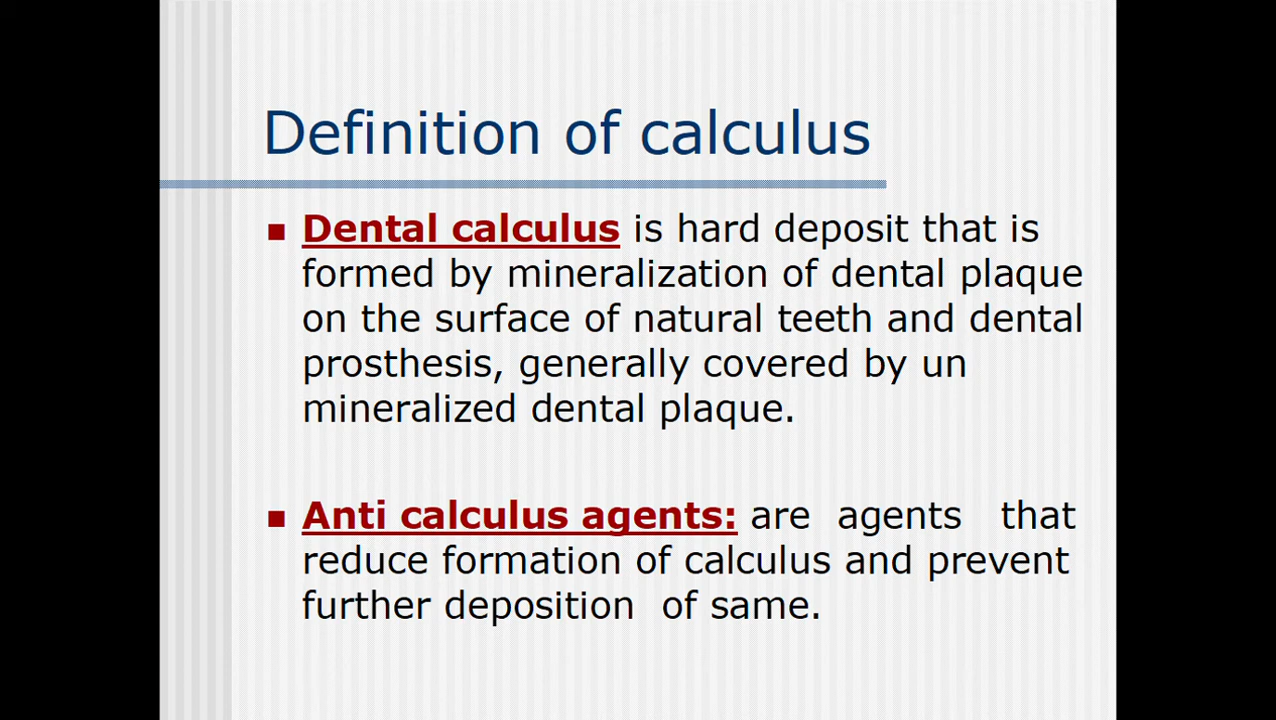 Definition of calculus
Dental calculus is hard deposit that is
formed by mineralization of dental plaque
on the surface of natural teeth and dental
prosthesis, generally covered by un
mineralized dental plaque.
Anti calculus agents: are agents that
reduce formation of calculus and prevent
further deposition of same.